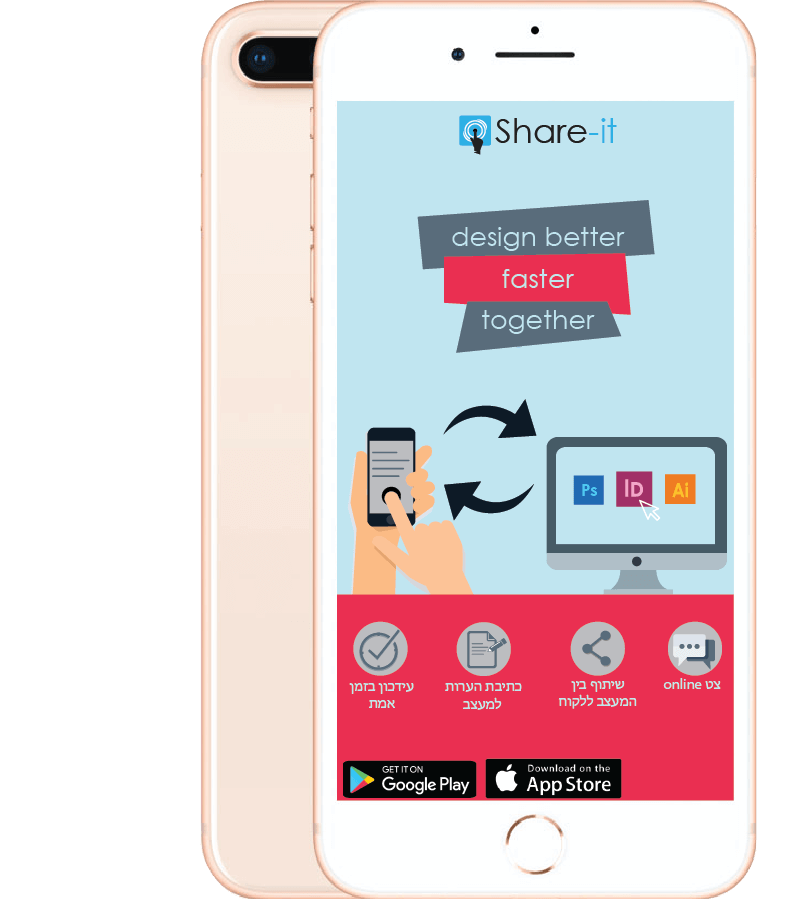 Share-it
design better
faster
together
Ps
ID
Ai
צט online
שיתוף בין
המעצב ללקוח
כתיבת הערות
למעצב
עידכון בזמן
אמת
GET IT ON
Google Play
Download on the
App Store